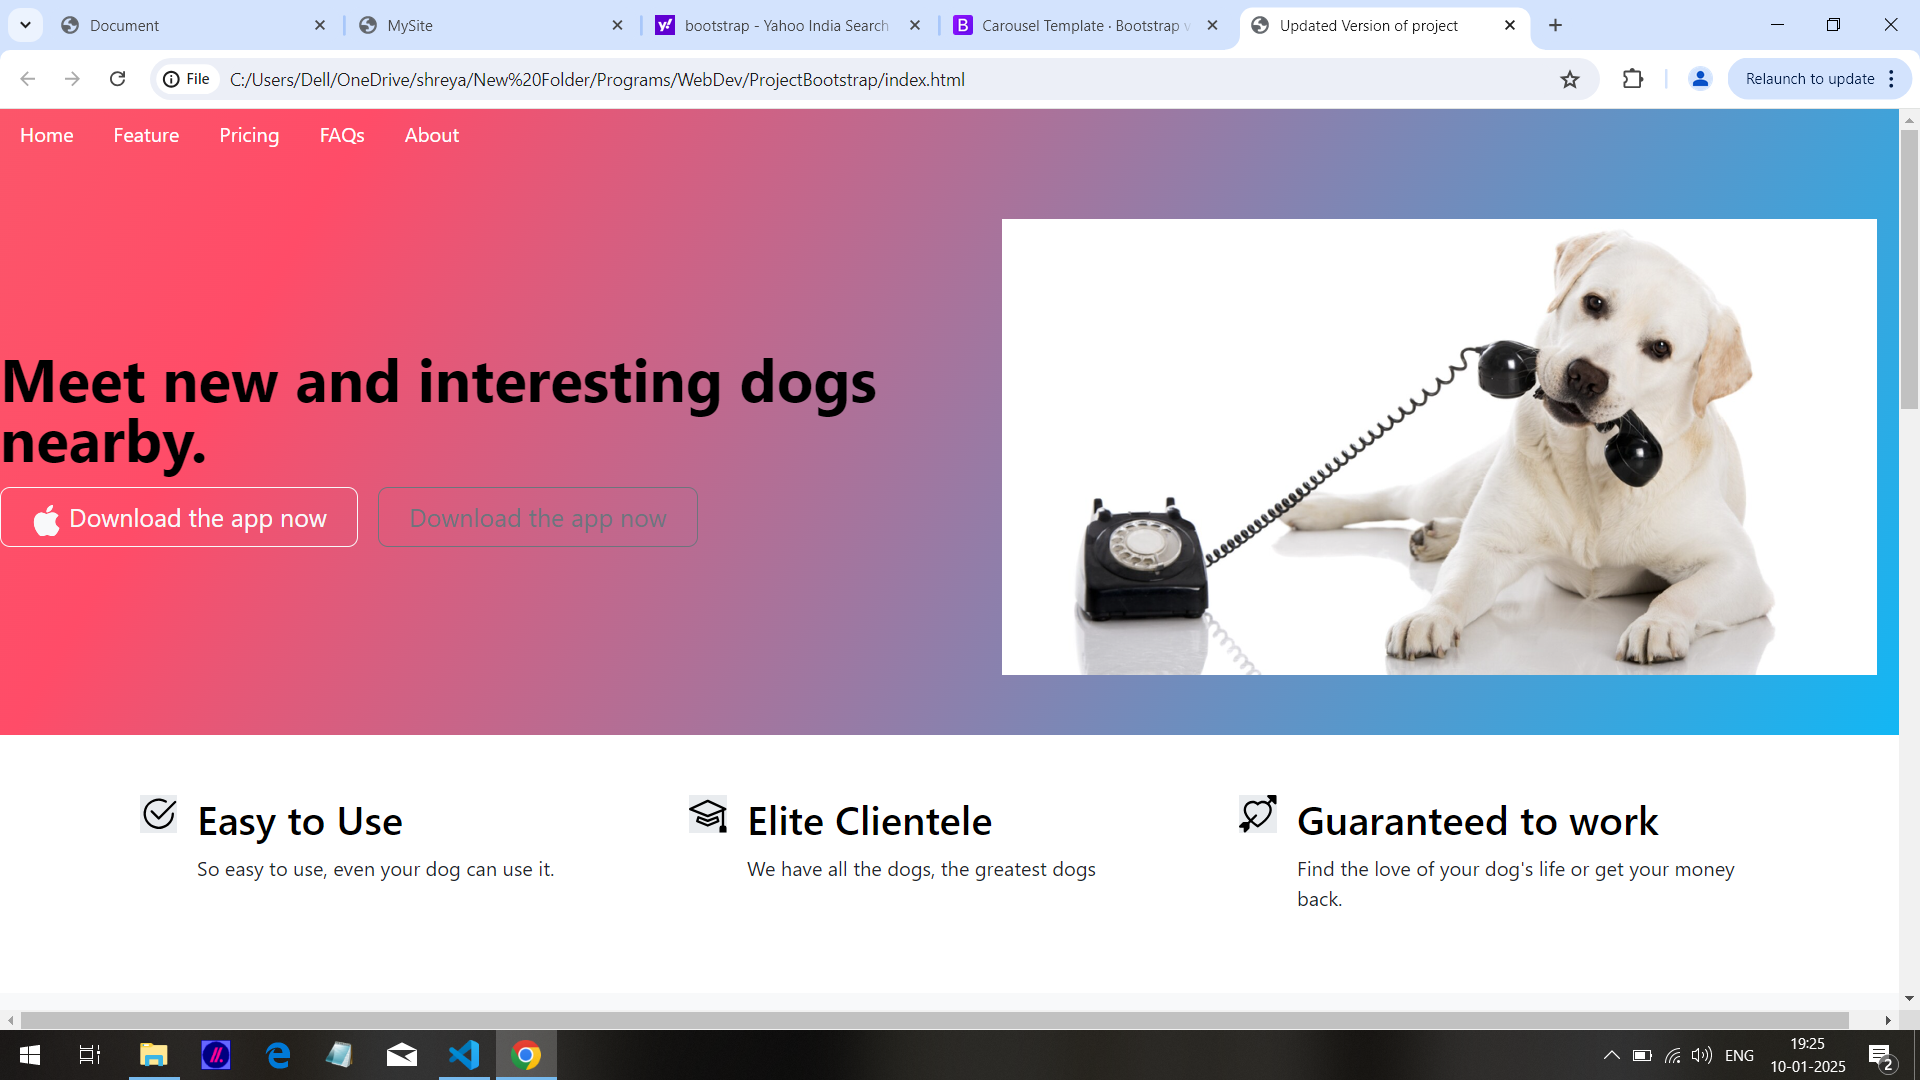 Document
MySite
bootstrap - Yahoo India Search
Carousel Template · Bootstrap v
Updated Version of project
File
C:/Users/Dell/OneDrive/shreya/New%20Folder/Programs/WebDev/ProjectBootstrap/index.html
Relaunch to update
Home Feature Pricing FAQs About
Meet new and interesting dogs
nearby.
Download the app now
Download the app now
Easy to Use
So easy to use, even your dog can use it.
Elite Clientele
We have all the dogs, the greatest dogs
Guaranteed to work
Find the love of your dog's life or get your money
back.
ENG
19:25
10-01-2025
2